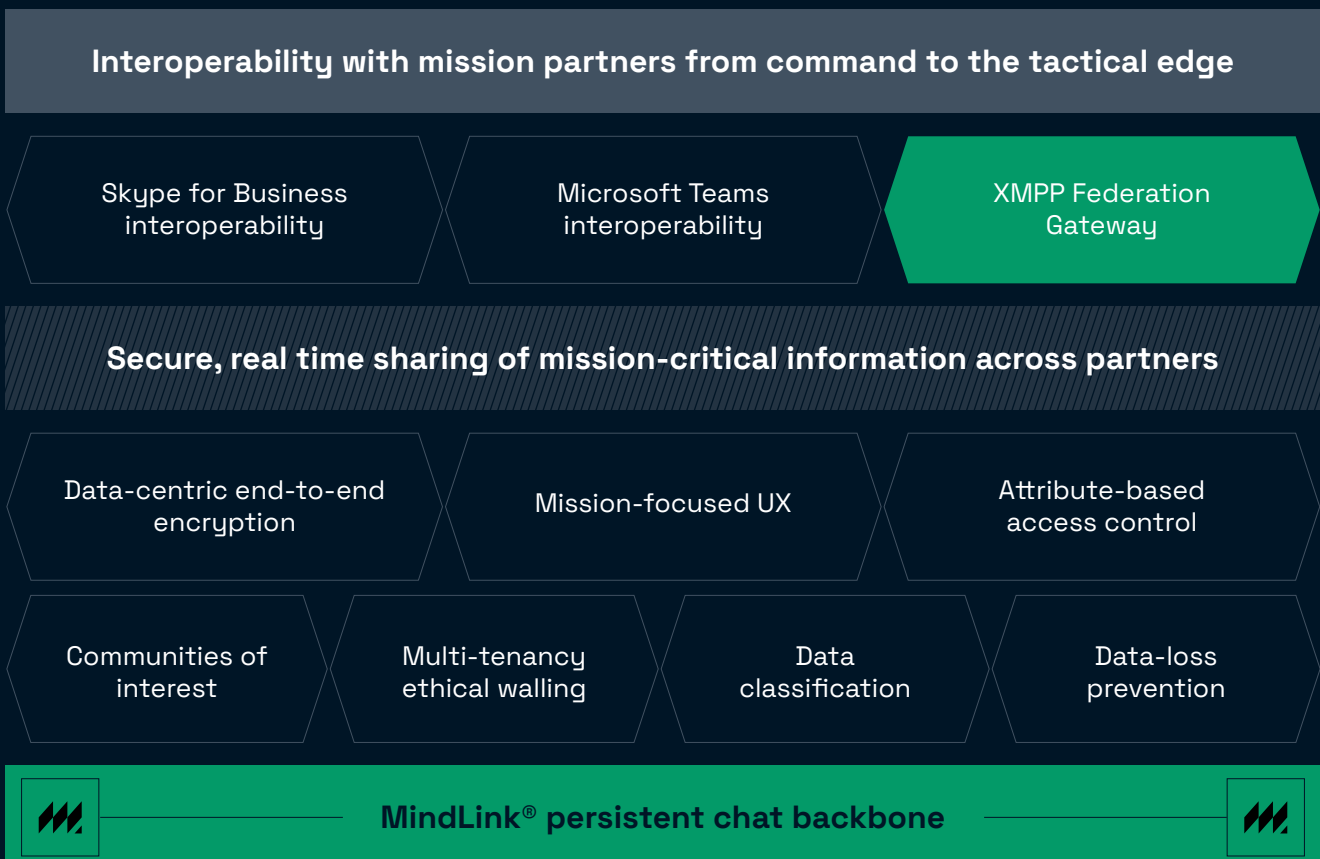 Interoperability with mission partners from command to the tactical edge
Skype for Business
interoperability
Microsoft Teams
interoperability
XMPP Federation
Gateway
Secure, real time sharing of mission-critical information across partners
Data-centric end-to-end
encryption
Mission-focused UX
Attribute-based
access control
Communities of
interest
Multi-tenancy
ethical walling
Data
classification
Data-loss
prevention
MindLink® persistent chat backbone